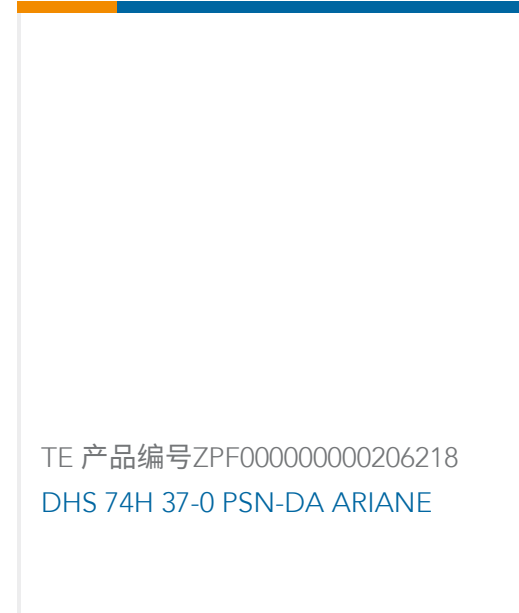 TE 产品编号ZPF000000000206218
DHS 74H 37-0 PSN-DA ARIANE